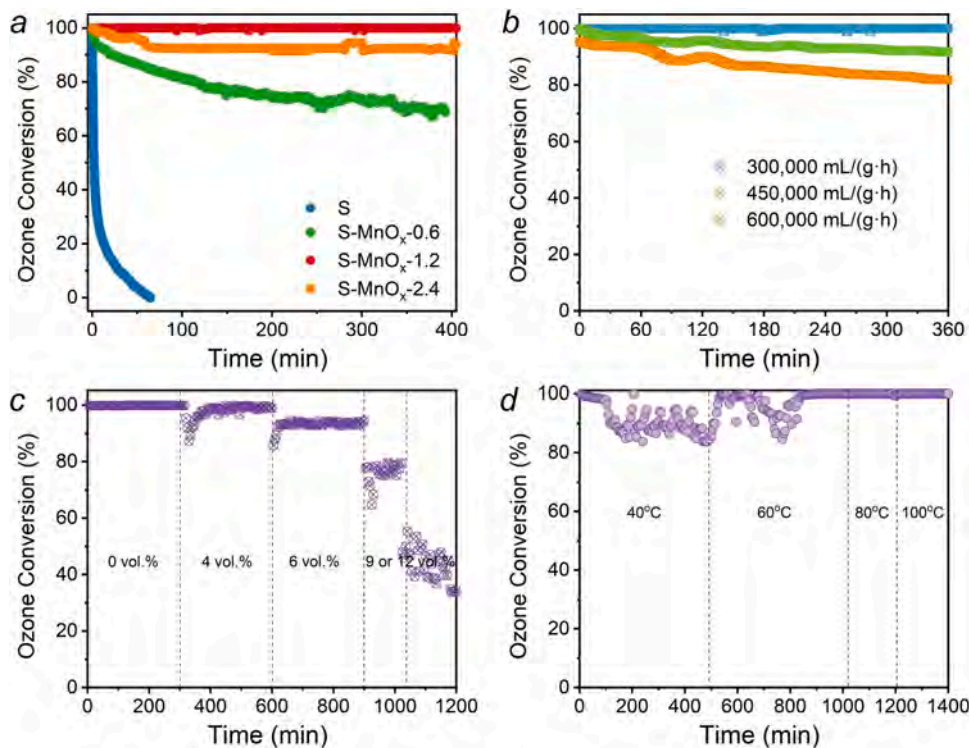 a
Ozone Conversion (%)
100
80
60
40
20
0
S
S-MnOx-0.6
S-MnOx-1.2
S-MnOx-2.4
0 100 200 300 400
Time (min)
b
Ozone Conversion (%)
100
80
60
40
20
0
300,000 mL/(g·h)
450,000 mL/(g·h)
600,000 mL/(g·h)
0 60 120 180 240 300 360
Time (min)
c
Ozone Conversion (%)
100
80
60
40
20
0
0 vol.% 4 vol.% 6 vol.% 9 or 12 vol.%
0 200 400 600 800 1000 1200
Time (min)
d
Ozone Conversion (%)
100
80
60
40
20
0
40°C 60°C 80°C 100°C
0 200 400 600 800 1000 1200 1400
Time (min)